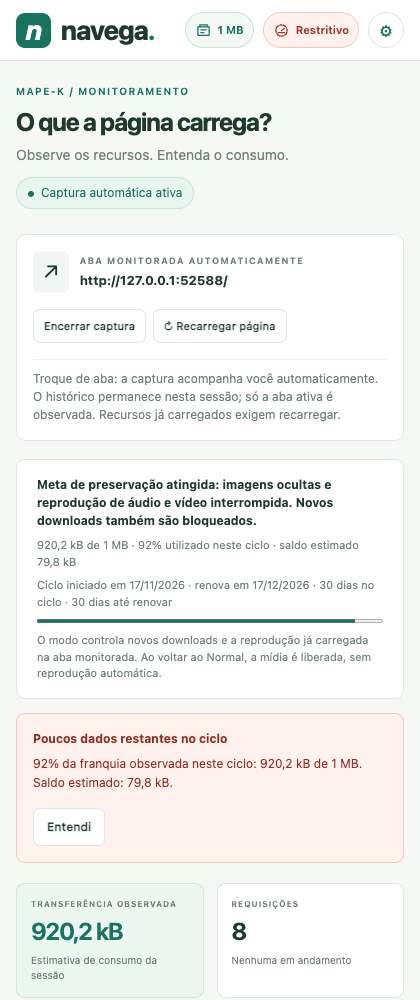 n navega.
1 MB
Restritivo
MAPE-K / MONITORAMENTO
O que a página carrega?
Observe os recursos. Entenda o consumo.
Captura automática ativa
ABA MONITORADA AUTOMATICAMENTE
http://127.0.0.1:52588/
Encerrar captura
↻ Recarregar página
Troque de aba: a captura acompanha você automaticamente.
O histórico permanece nesta sessão; só a aba ativa é
observada. Recursos já carregados exigem recarregar.
Meta de preservação atingida: imagens ocultas e
reprodução de áudio e vídeo interrompida. Novos
downloads também são bloqueados.
920,2 kB de 1 MB · 92% utilizado neste ciclo · saldo estimado
79,8 kB
Ciclo iniciado em 17/11/2026 · renova em 17/12/2026 · 30 dias no
ciclo · 30 dias até renovar
O modo controla novos downloads e a reprodução já carregada
na aba monitorada. Ao voltar ao Normal, a mídia é liberada, sem
reprodução automática.
Poucos dados restantes no ciclo
92% da franquia observada neste ciclo: 920,2 kB de 1 MB.
Saldo estimado: 79,8 kB.
Entendi
TRANSFERÊNCIA OBSERVADA
920,2 kB
Estimativa de consumo da
sessão
REQUISIÇÕES
8
Nenhuma em andamento